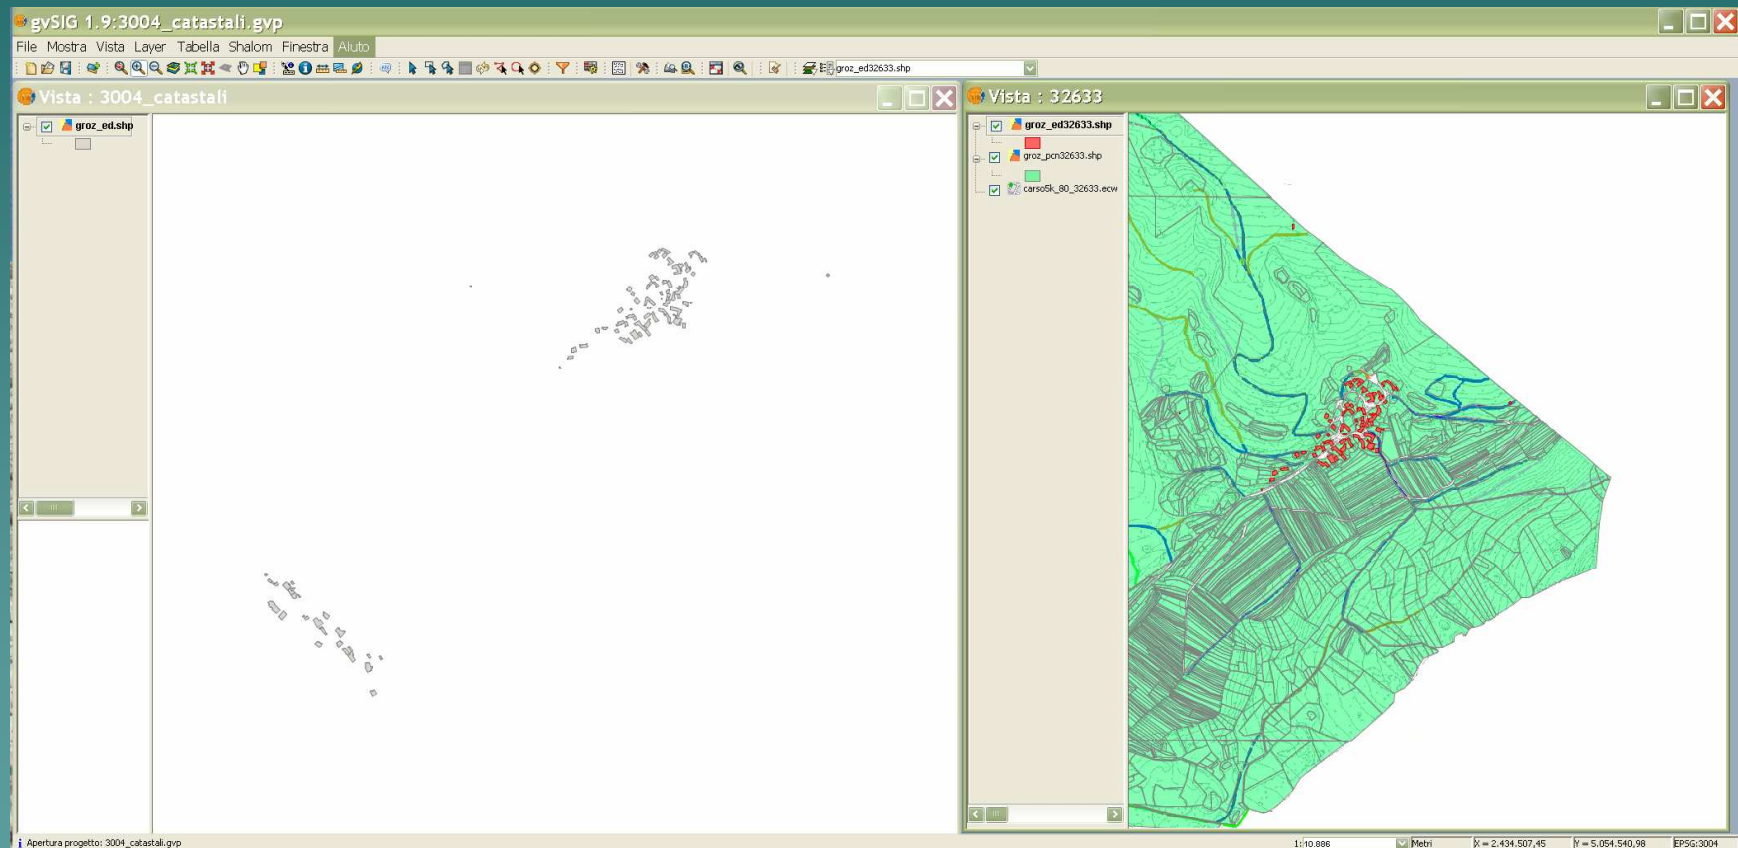 gvSIG 1.9:3004_catastali.gvp
File Mostra Vista Layer Tabella Shalom Finestra Aiuto
groz_ed32633.shp
Vista : 3004_catastali
groz_ed.shp
Vista : 32633
groz_ed32633.shp
groz_pcn32633.shp
carso5k_80_32633.ecw
Apertura progetto: 3004_catastali.gvp
1:10.886 Metri X = 2.434.507,45 Y = 5.054.540,98 EPSG:3004